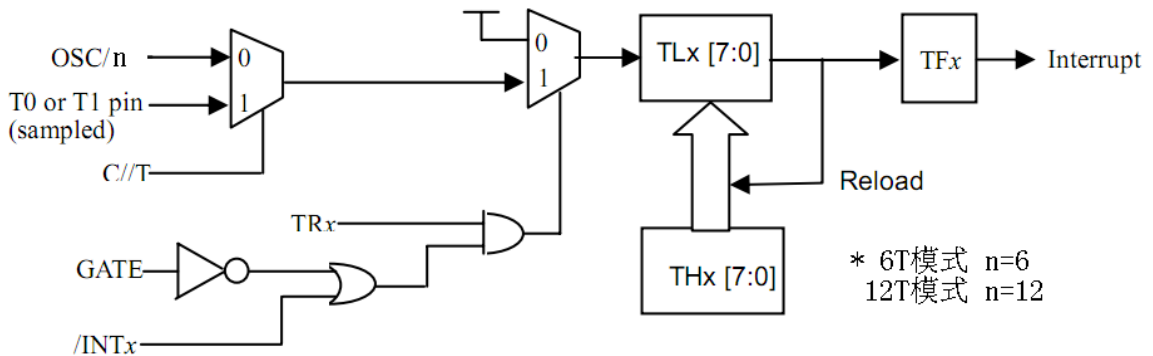 OSC/n
0
1
T0 or T1 pin
(sampled)
C//T
0
1
TLx [7:0]
TFx
Interrupt
Reload
TRx
GATE
/INTx
THx [7:0]
* 6T模式 n=6
12T模式 n=12